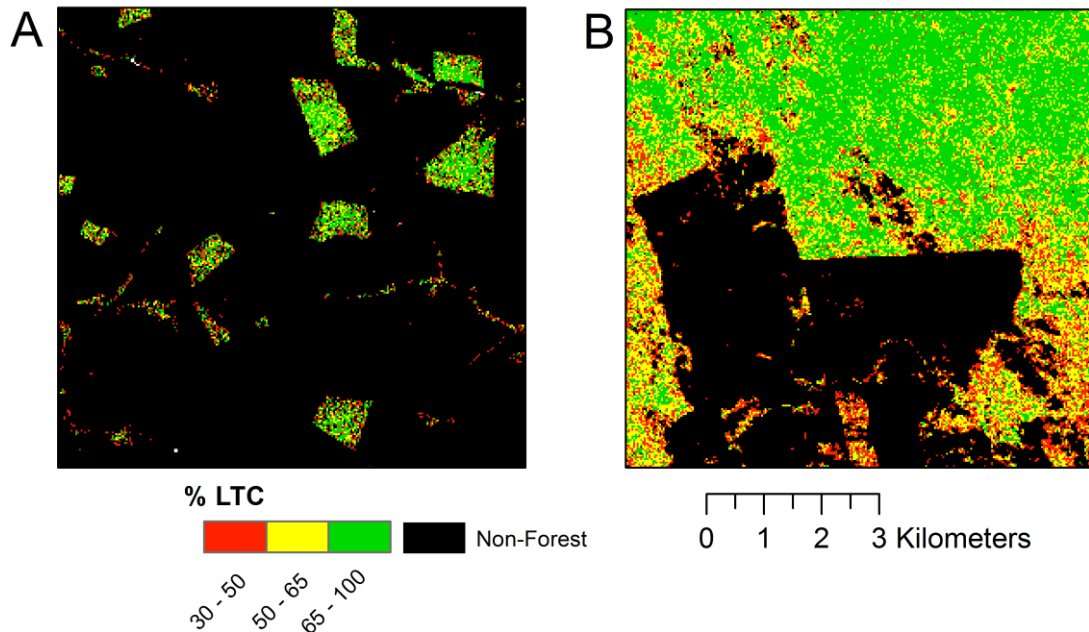 A
B
% LTC
Non-Forest
30 - 50
50 - 65
65 - 100
0 1 2 3 Kilometers